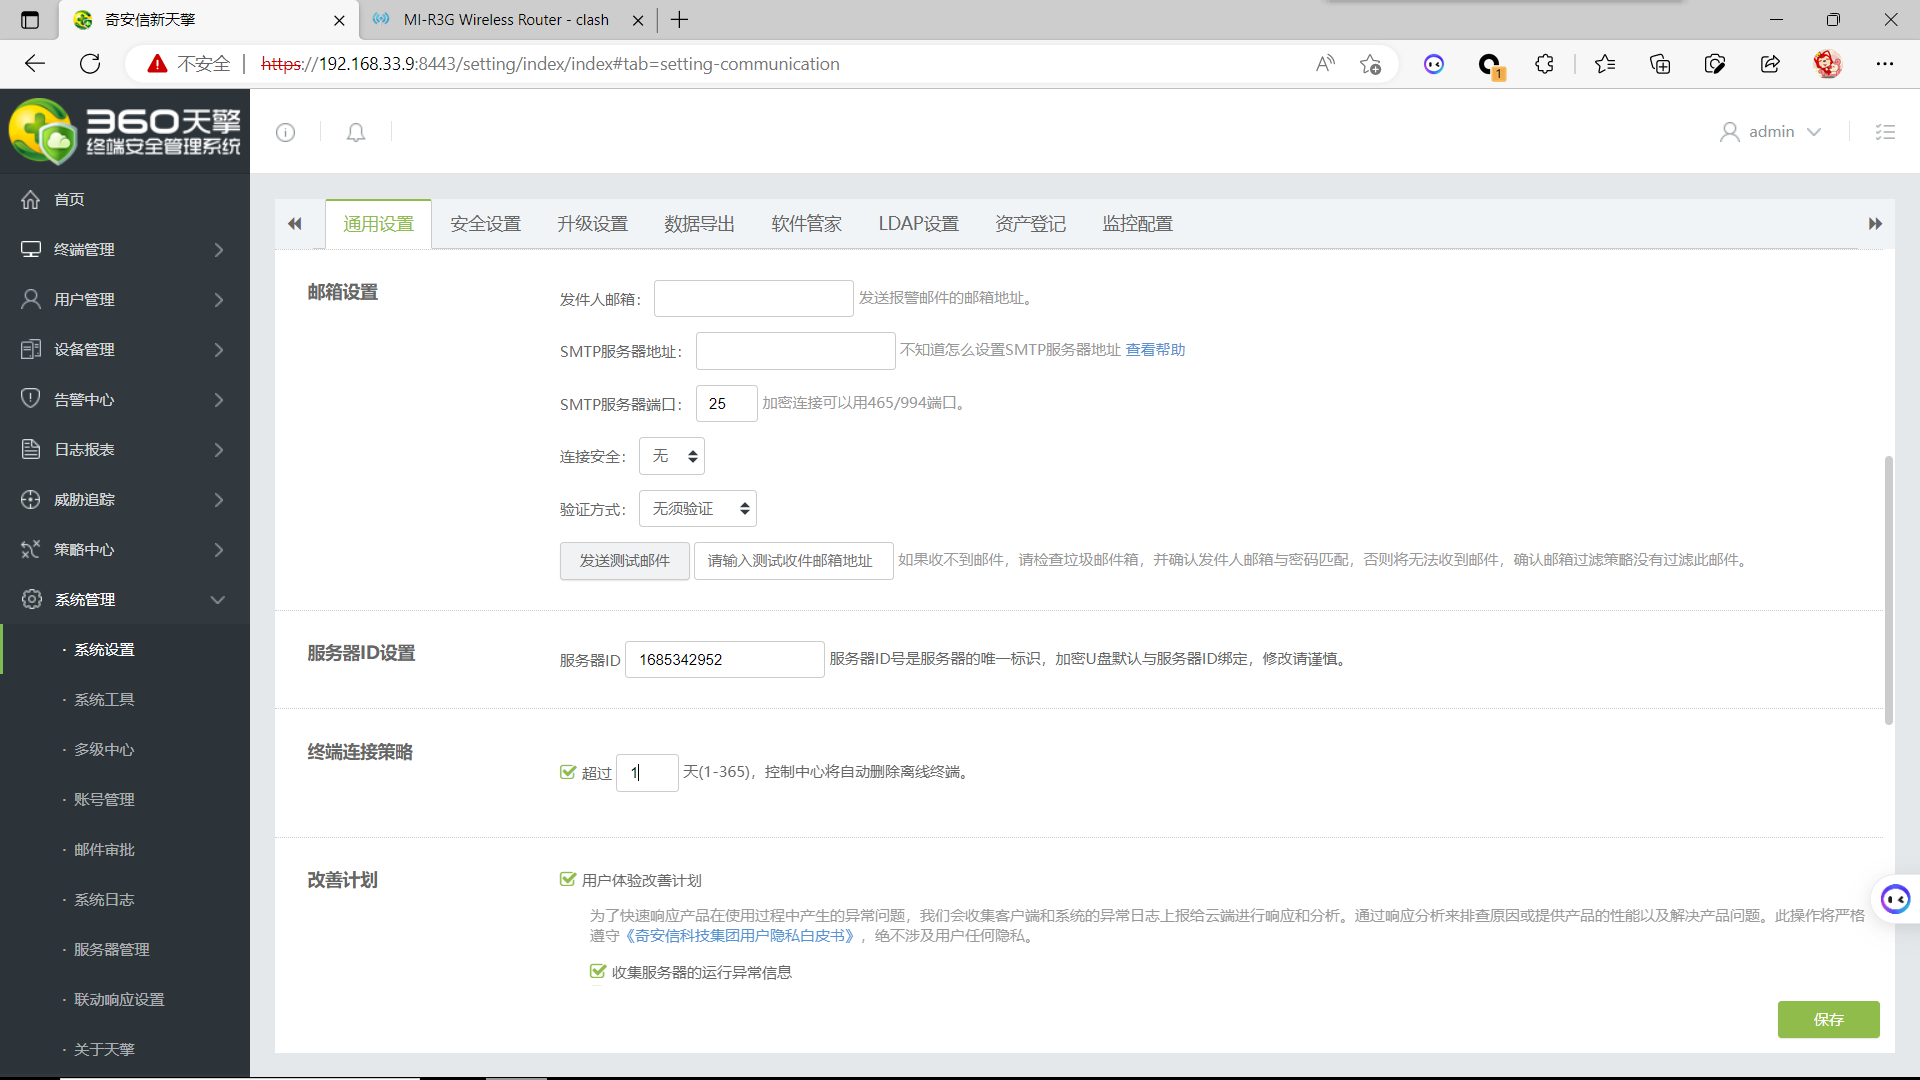 奇安信新天擎
MI-R3G Wireless Router - clash
不安全
https://192.168.33.9:8443/setting/index/index#tab=setting-communication
1
360天擎
终端安全管理系统
admin
首页
终端管理
用户管理
设备管理
告警中心
日志报表
威胁追踪
策略中心
系统管理
· 系统设置
· 系统工具
· 多级中心
· 账号管理
· 邮件审批
· 系统日志
· 服务器管理
· 联动响应设置
· 关于天擎
通用设置 安全设置 升级设置 数据导出 软件管家 LDAP设置 资产登记 监控配置
邮箱设置
发件人邮箱： 发送报警邮件的邮箱地址。
SMTP服务器地址： 不知道怎么设置SMTP服务器地址 查看帮助
SMTP服务器端口： 25 加密连接可以用465/994端口。
连接安全： 无
验证方式： 无须验证
发送测试邮件 请输入测试收件邮箱地址 如果收不到邮件，请检查垃圾邮件箱，并确认发件人邮箱与密码匹配，否则将无法收到邮件，确认邮箱过滤策略没有过滤此邮件。
服务器ID设置
服务器ID 1685342952 服务器ID号是服务器的唯一标识，加密U盘默认与服务器ID绑定，修改请谨慎。
终端连接策略
超过 1 天(1-365)，控制中心将自动删除离线终端。
改善计划
用户体验改善计划
为了快速响应产品在使用过程中产生的异常问题，我们会收集客户端和系统的异常日志上报给云端进行响应和分析。通过响应分析来排查原因或提供产品的性能以及解决产品问题。此操作将严格
遵守《奇安信科技集团用户隐私白皮书》，绝不涉及用户任何隐私。
收集服务器的运行异常信息
保存